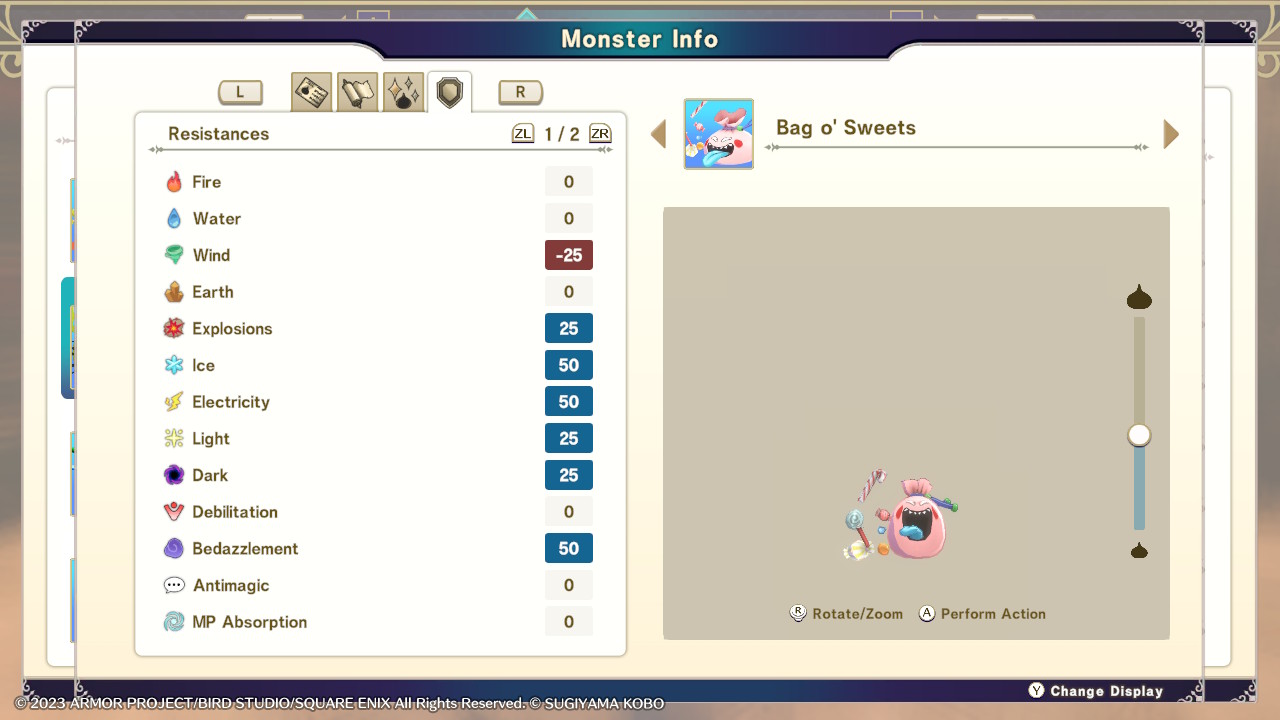 Monster Info
L
R
Resistances
ZL 1 / 2 ZR
Fire 0
Water 0
Wind -25
Earth 0
Explosions 25
Ice 50
Electricity 50
Light 25
Dark 25
Debilitation 0
Bedazzlement 50
Antimagic 0
MP Absorption 0
Bag o' Sweets
R Rotate/Zoom A Perform Action
Y Change Display
© 2023 ARMOR PROJECT/BIRD STUDIO/SQUARE ENIX All Rights Reserved. © SUGIYAMA KOBO